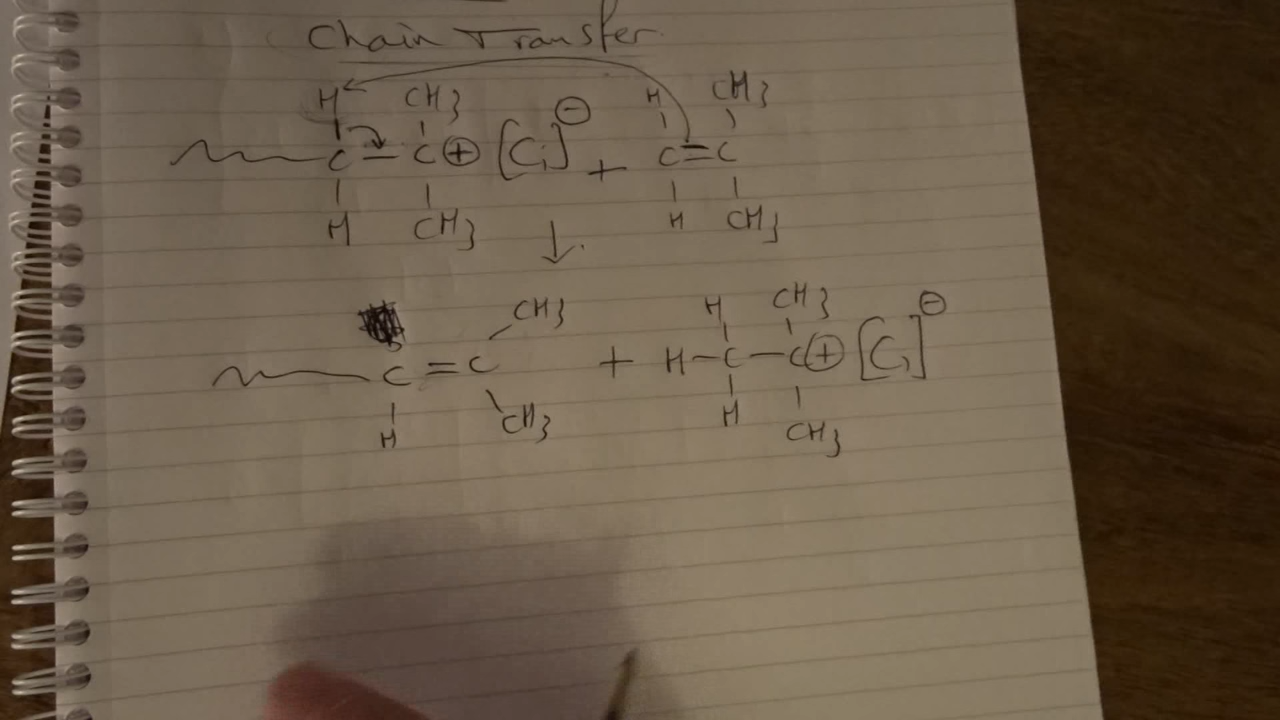 Chain Transfer
H CH3 ⊖ H CH3
C – C ⊕ [Ci] + C = C
H CH3 H CH3
↓
CH3 H CH3 ⊖
C = C + H – C – C ⊕ [Ci]
H CH3 H CH3